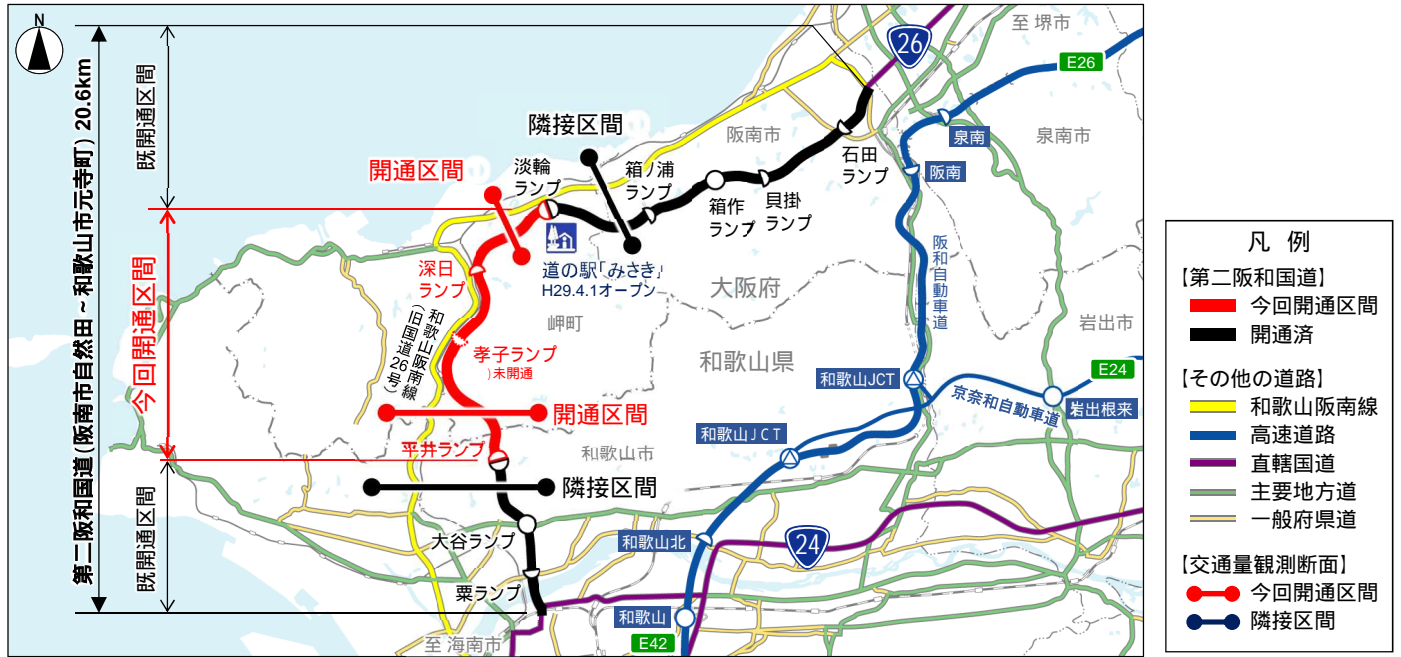 N
第二阪和国道(阪南市自然田~和歌山市元寺町)20.6km
既開通区間
今回開通区間
既開通区間
至 堺市
26
E26
隣接区間
阪南市
泉南
泉南市
開通区間
淡輪
ランプ
箱ノ浦
ランプ
石田
ランプ
阪南
箱作
ランプ
貝掛
ランプ
道の駅「みさき」
H29.4.1オープン
深日
ランプ
大阪府
阪和自動車道
岬町
和歌山阪南線
(旧国道26号)
孝子ランプ
)未開通
和歌山県
岩出市
E24
和歌山JCT
京奈和自動車道
岩出根来
開通区間
和歌山JCT
平井ランプ
和歌山市
隣接区間
大谷ランプ
和歌山北
24
粟ランプ
和歌山
至 海南市
E42
凡 例
【第二阪和国道】
今回開通区間
開通済
【その他の道路】
和歌山阪南線
高速道路
直轄国道
主要地方道
一般府県道
【交通量観測断面】
今回開通区間
隣接区間